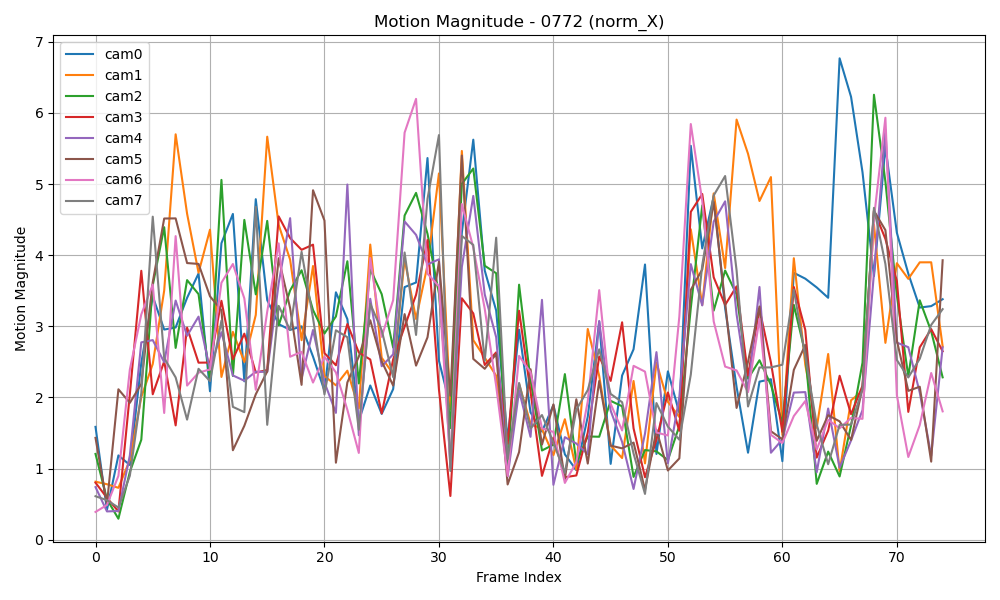 Motion Magnitude - 0772 (norm_X)
cam0
cam1
cam2
cam3
cam4
cam5
cam6
cam7
Motion Magnitude
7
6
5
4
3
2
1
0
0 10 20 30 40 50 60 70
Frame Index